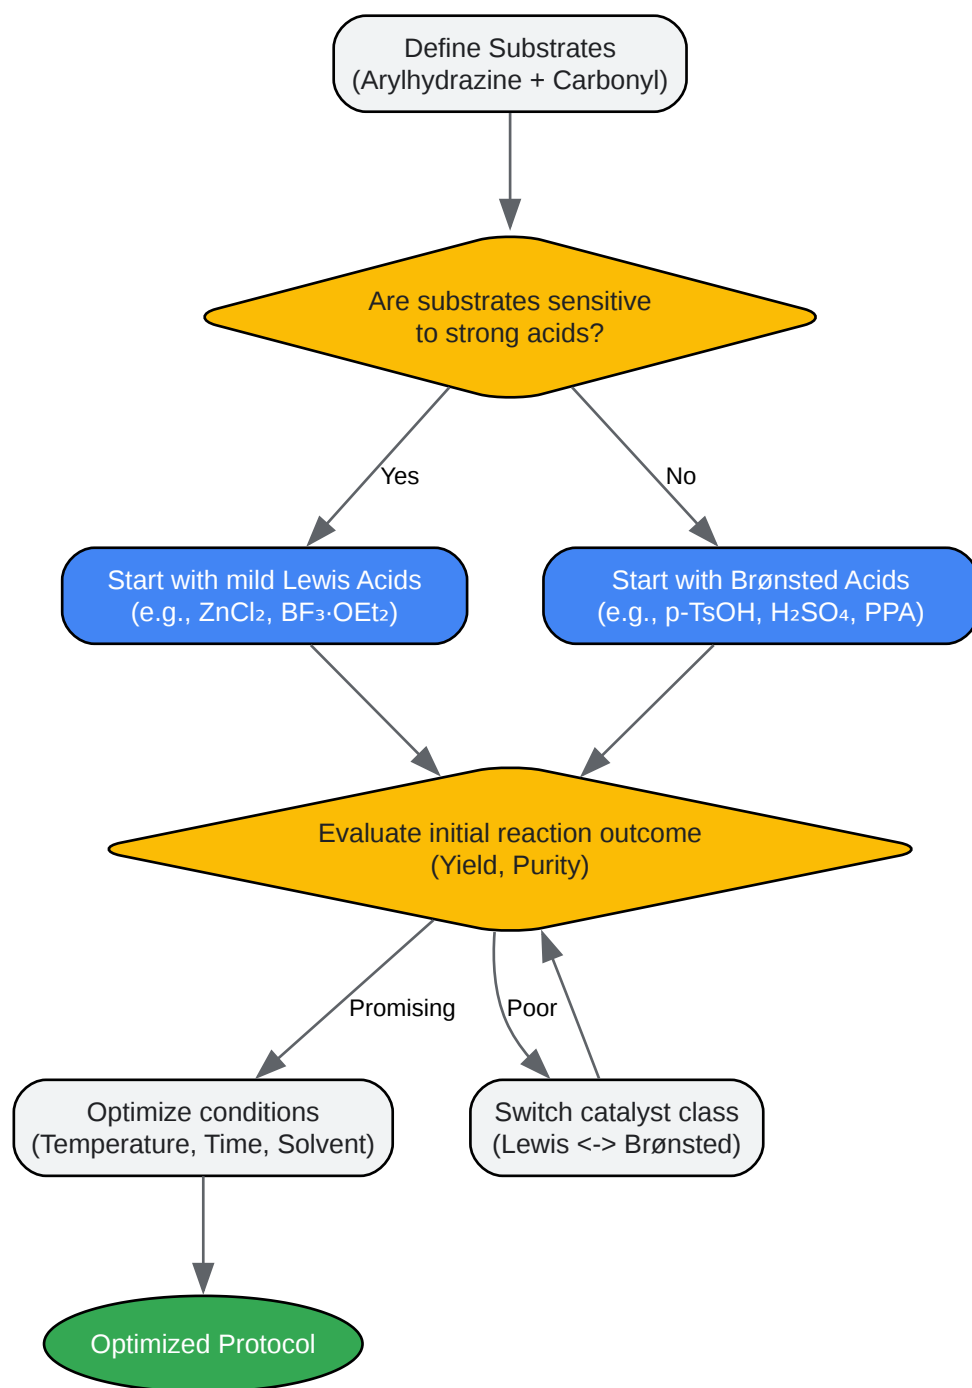 Define Substrates
(Arylhydrazine + Carbonyl)
Are substrates sensitive
to strong acids?
Yes
No
Start with mild Lewis Acids
(e.g., ZnCl₂, BF₃·OEt₂)
Start with Brønsted Acids
(e.g., p-TsOH, H₂SO₄, PPA)
Evaluate initial reaction outcome
(Yield, Purity)
Promising
Poor
Optimize conditions
(Temperature, Time, Solvent)
Switch catalyst class
(Lewis <-> Brønsted)
Optimized Protocol